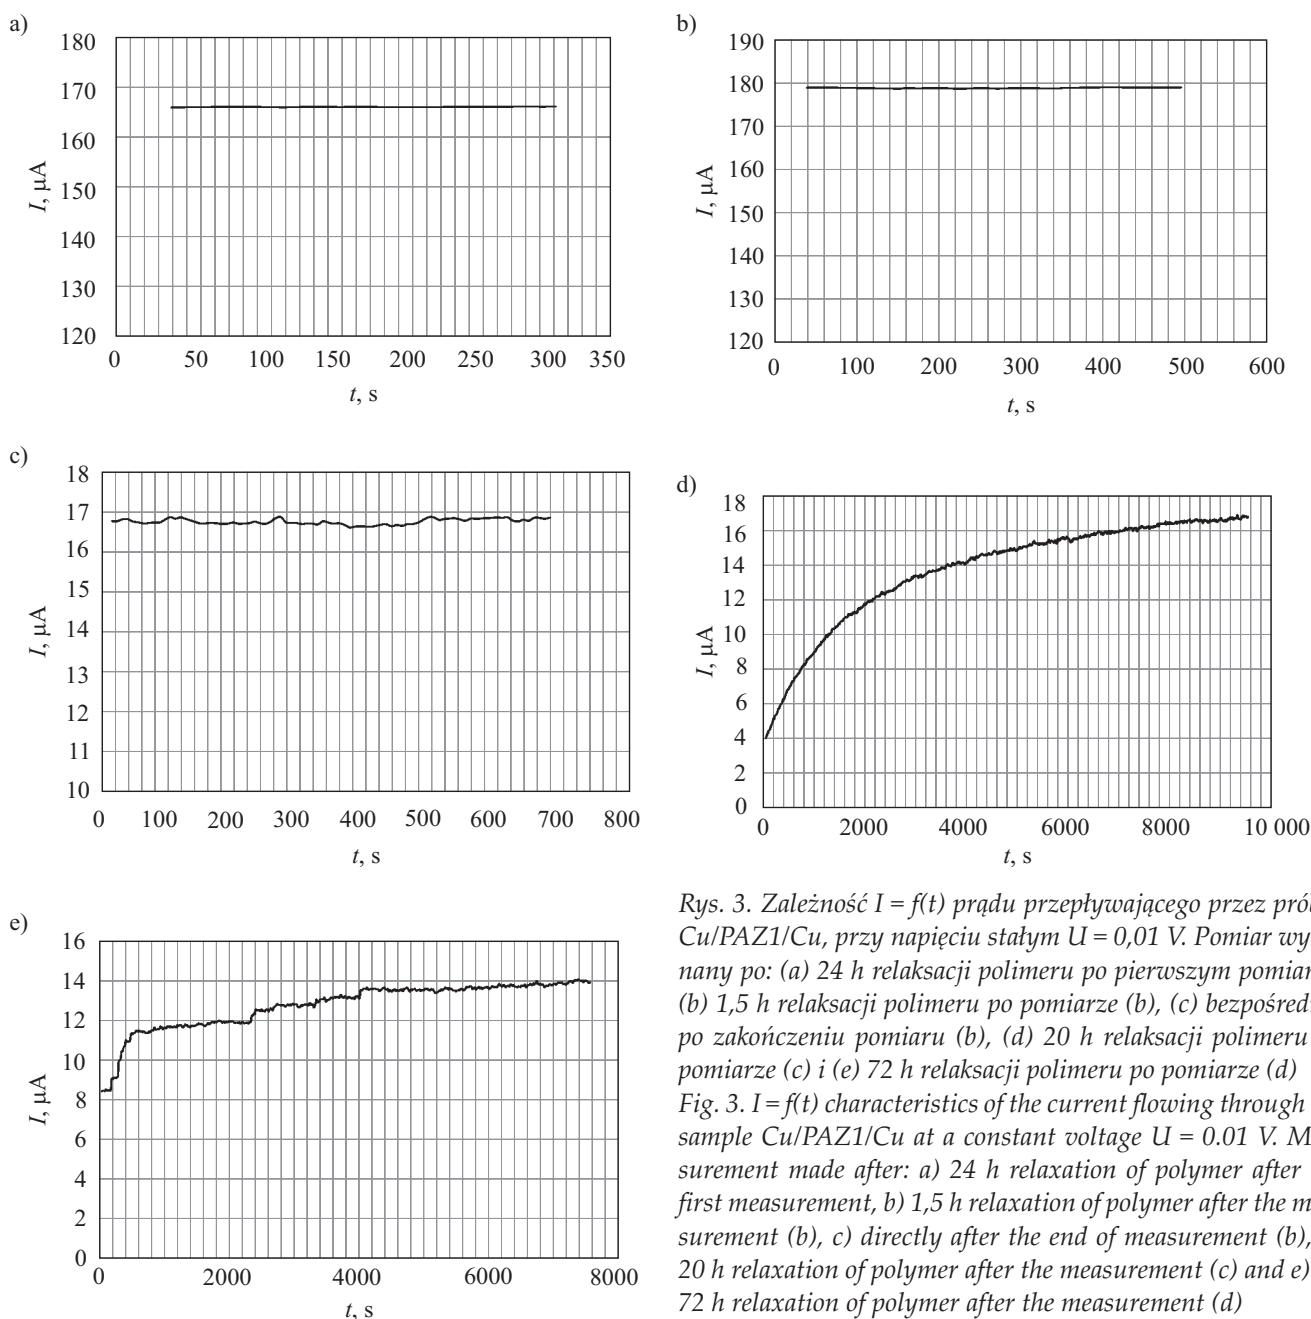 a)
180
170
160
150
140
130
120
I, μA
0 50 100 150 200 250 300 350
t, s
b)
190
180
170
160
150
140
130
120
I, μA
0 100 200 300 400 500 600
t, s
c)
18
17
16
15
14
13
12
11
10
I, μA
0 100 200 300 400 500 600 700 800
t, s
d)
18
16
14
12
10
8
6
4
2
0
I, μA
0 2000 4000 6000 8000 10 000
t, s
e)
16
14
12
10
8
6
4
2
0
I, μA
0 2000 4000 6000 8000
t, s
Rys. 3. Zależność I = f(t) prądu przepływającego przez prób
Cu/PAZ1/Cu, przy napięciu stałym U = 0,01 V. Pomiar wy
nany po: (a) 24 h relaksacji polimeru po pierwszym pomiar
(b) 1,5 h relaksacji polimeru po pomiarze (b), (c) bezpośred
po zakończeniu pomiaru (b), (d) 20 h relaksacji polimeru
pomiarze (c) i (e) 72 h relaksacji polimeru po pomiarze (d)
Fig. 3. I = f(t) characteristics of the current flowing through
sample Cu/PAZ1/Cu at a constant voltage U = 0.01 V. M
surement made after: a) 24 h relaxation of polymer after
first measurement, b) 1,5 h relaxation of polymer after the m
surement (b), c) directly after the end of measurement (b),
20 h relaxation of polymer after the measurement (c) and e)
72 h relaxation of polymer after the measurement (d)